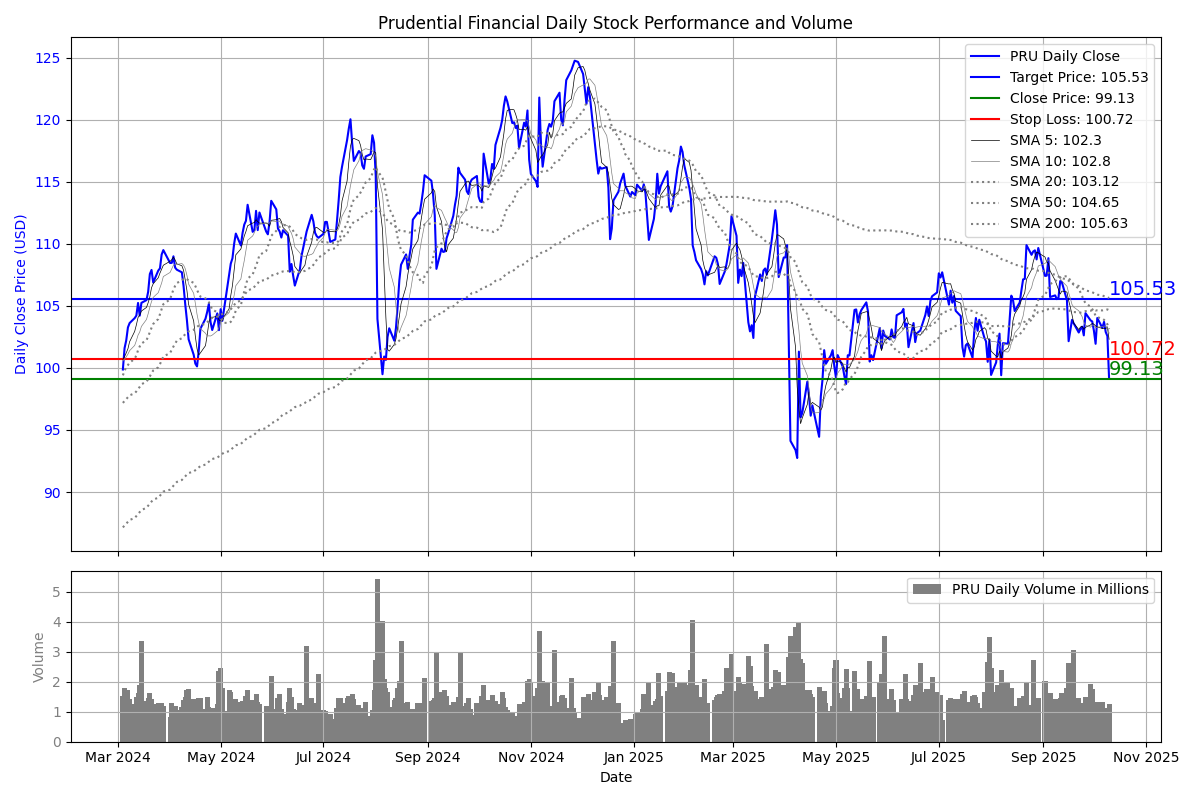 Prudential Financial Daily Stock Performance and Volume
Daily Close Price (USD)
125
120
115
110
105
100
95
90
PRU Daily Close
Target Price: 105.53
Close Price: 99.13
Stop Loss: 100.72
SMA 5: 102.3
SMA 10: 102.8
SMA 20: 103.12
SMA 50: 104.65
SMA 200: 105.63
105.53
100.72
99.13
Volume
5
4
3
2
1
0
PRU Daily Volume in Millions
Mar 2024 May 2024 Jul 2024 Sep 2024 Nov 2024 Jan 2025 Mar 2025 May 2025 Jul 2025 Sep 2025 Nov 2025
Date